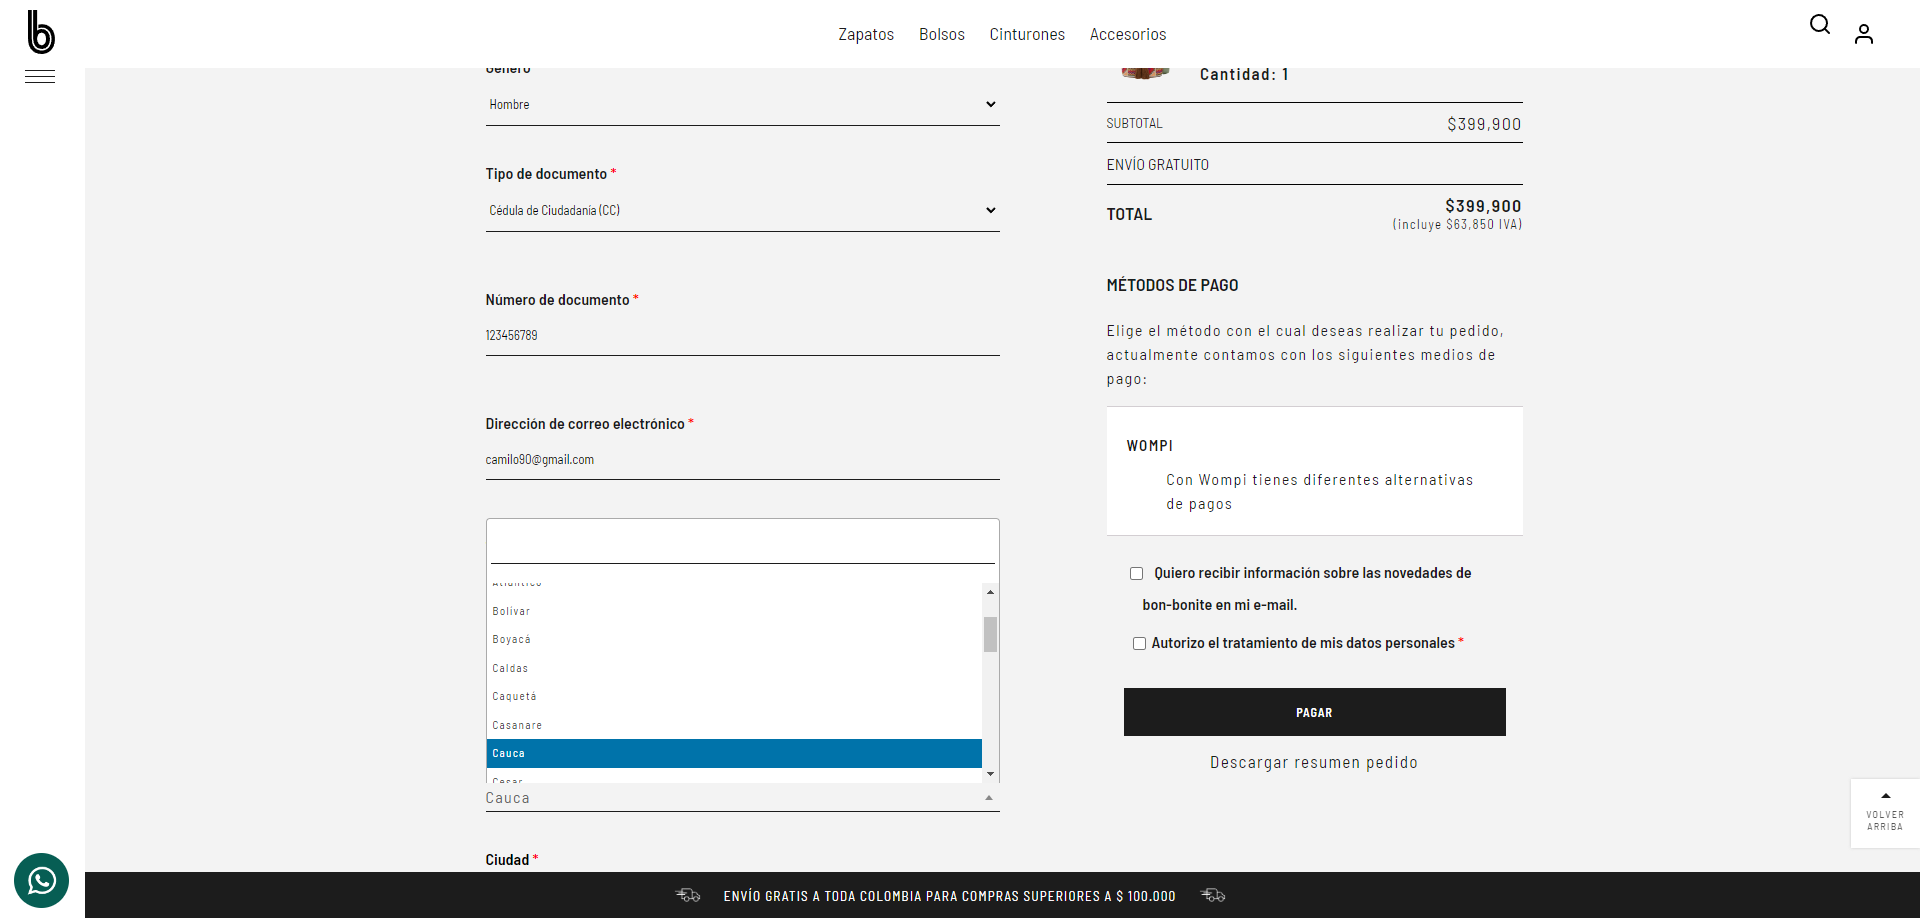 Zapatos Bolsos Cinturones Accesorios
Género
Hombre
Tipo de documento *
Cédula de Ciudadanía (CC)
Número de documento *
123456789
Dirección de correo electrónico *
camilo90@gmail.com
Atlántico
Bolívar
Boyacá
Caldas
Caquetá
Casanare
Cauca
Cesar
Cauca
Ciudad *
Cantidad: 1
SUBTOTAL $399,900
ENVÍO GRATUITO
TOTAL $399,900
(incluye $63,850 IVA)
MÉTODOS DE PAGO
Elige el método con el cual deseas realizar tu pedido,
actualmente contamos con los siguientes medios de
pago:
WOMPI
Con Wompi tienes diferentes alternativas
de pagos
Quiero recibir información sobre las novedades de
bon-bonite en mi e-mail.
Autorizo el tratamiento de mis datos personales *
PAGAR
Descargar resumen pedido
VOLVER
ARRIBA
ENVÍO GRATIS A TODA COLOMBIA PARA COMPRAS SUPERIORES A $ 100.000